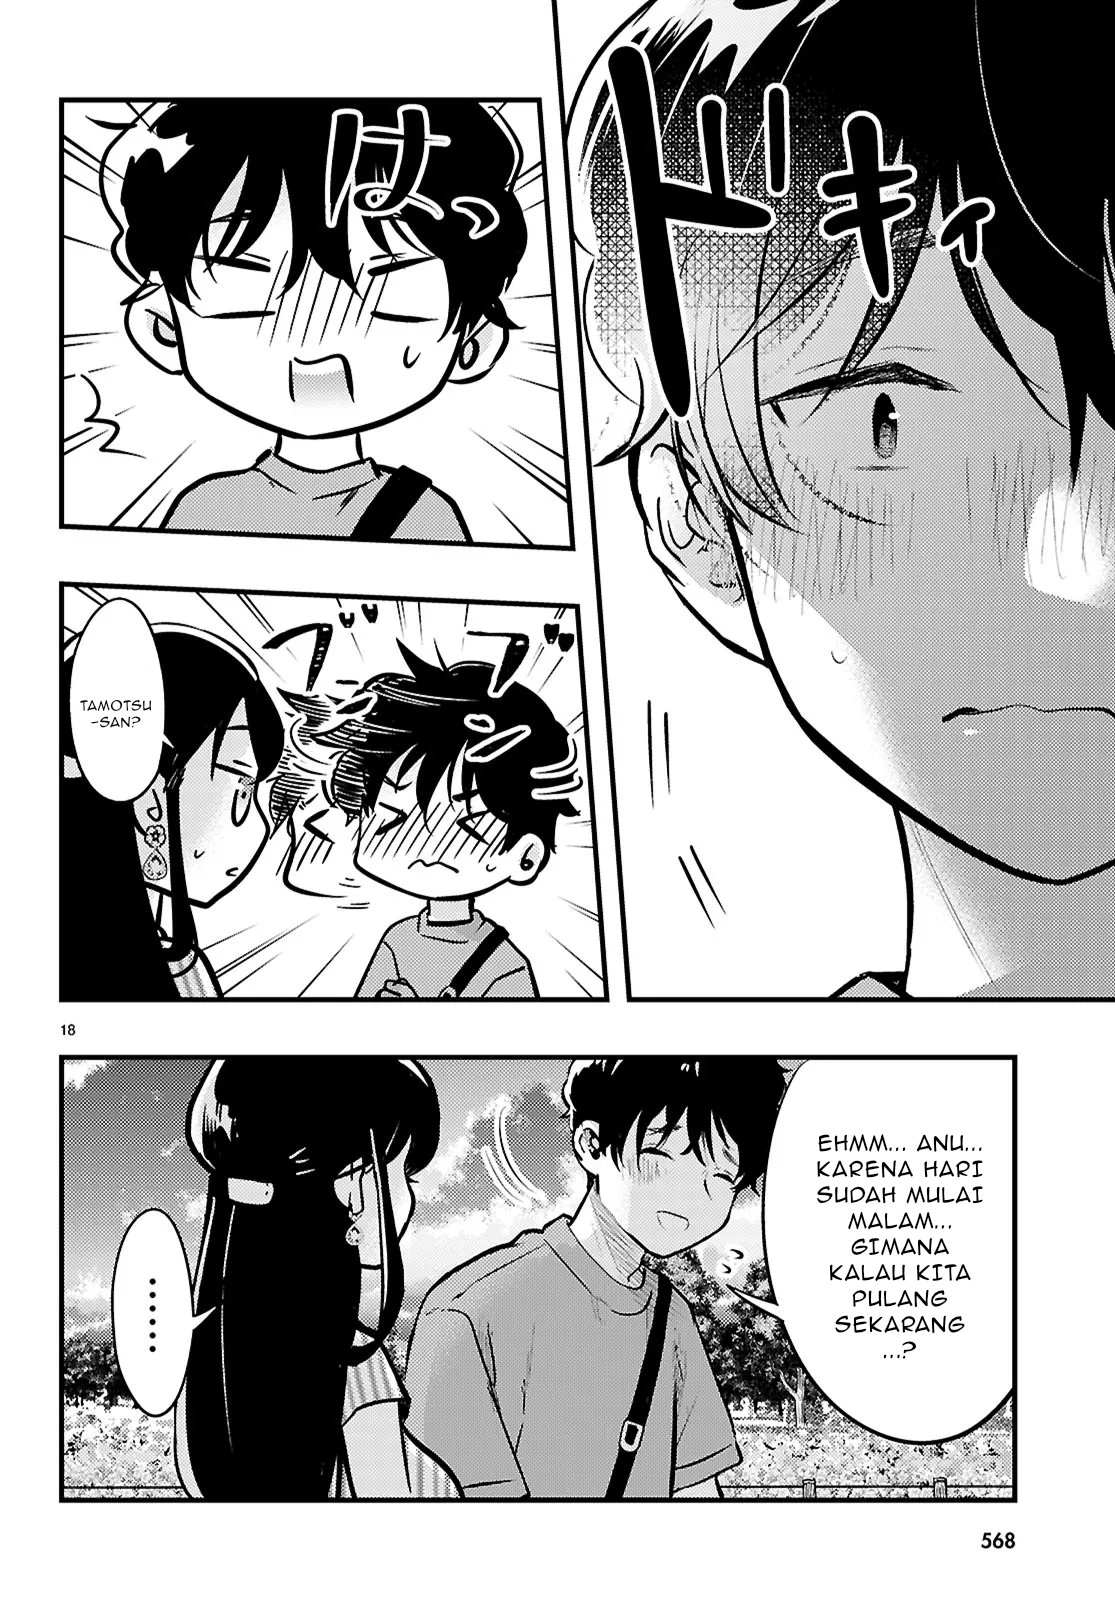 ドキィ
はっ
TAMOTSU
-SAN?
ブン
ブン
18
EHMM... ANU...
KARENA HARI
SUDAH MULAI
MALAM...
GIMANA
KALAU KITA
PULANG
SEKARANG
...?
......
568